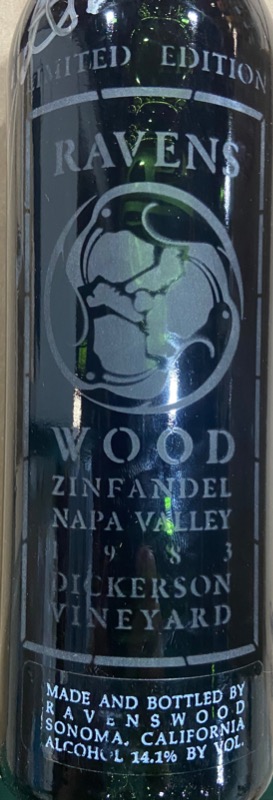 LIMITED EDITION
RAVENS
WOOD
ZINFANDEL
NAPA VALLEY
1 9 8 3
DICKERSON
VINEYARD
MADE AND BOTTLED BY
RAVENSWOOD
SONOMA, CALIFORNIA
ALCOHOL 14.1% BY VOL.